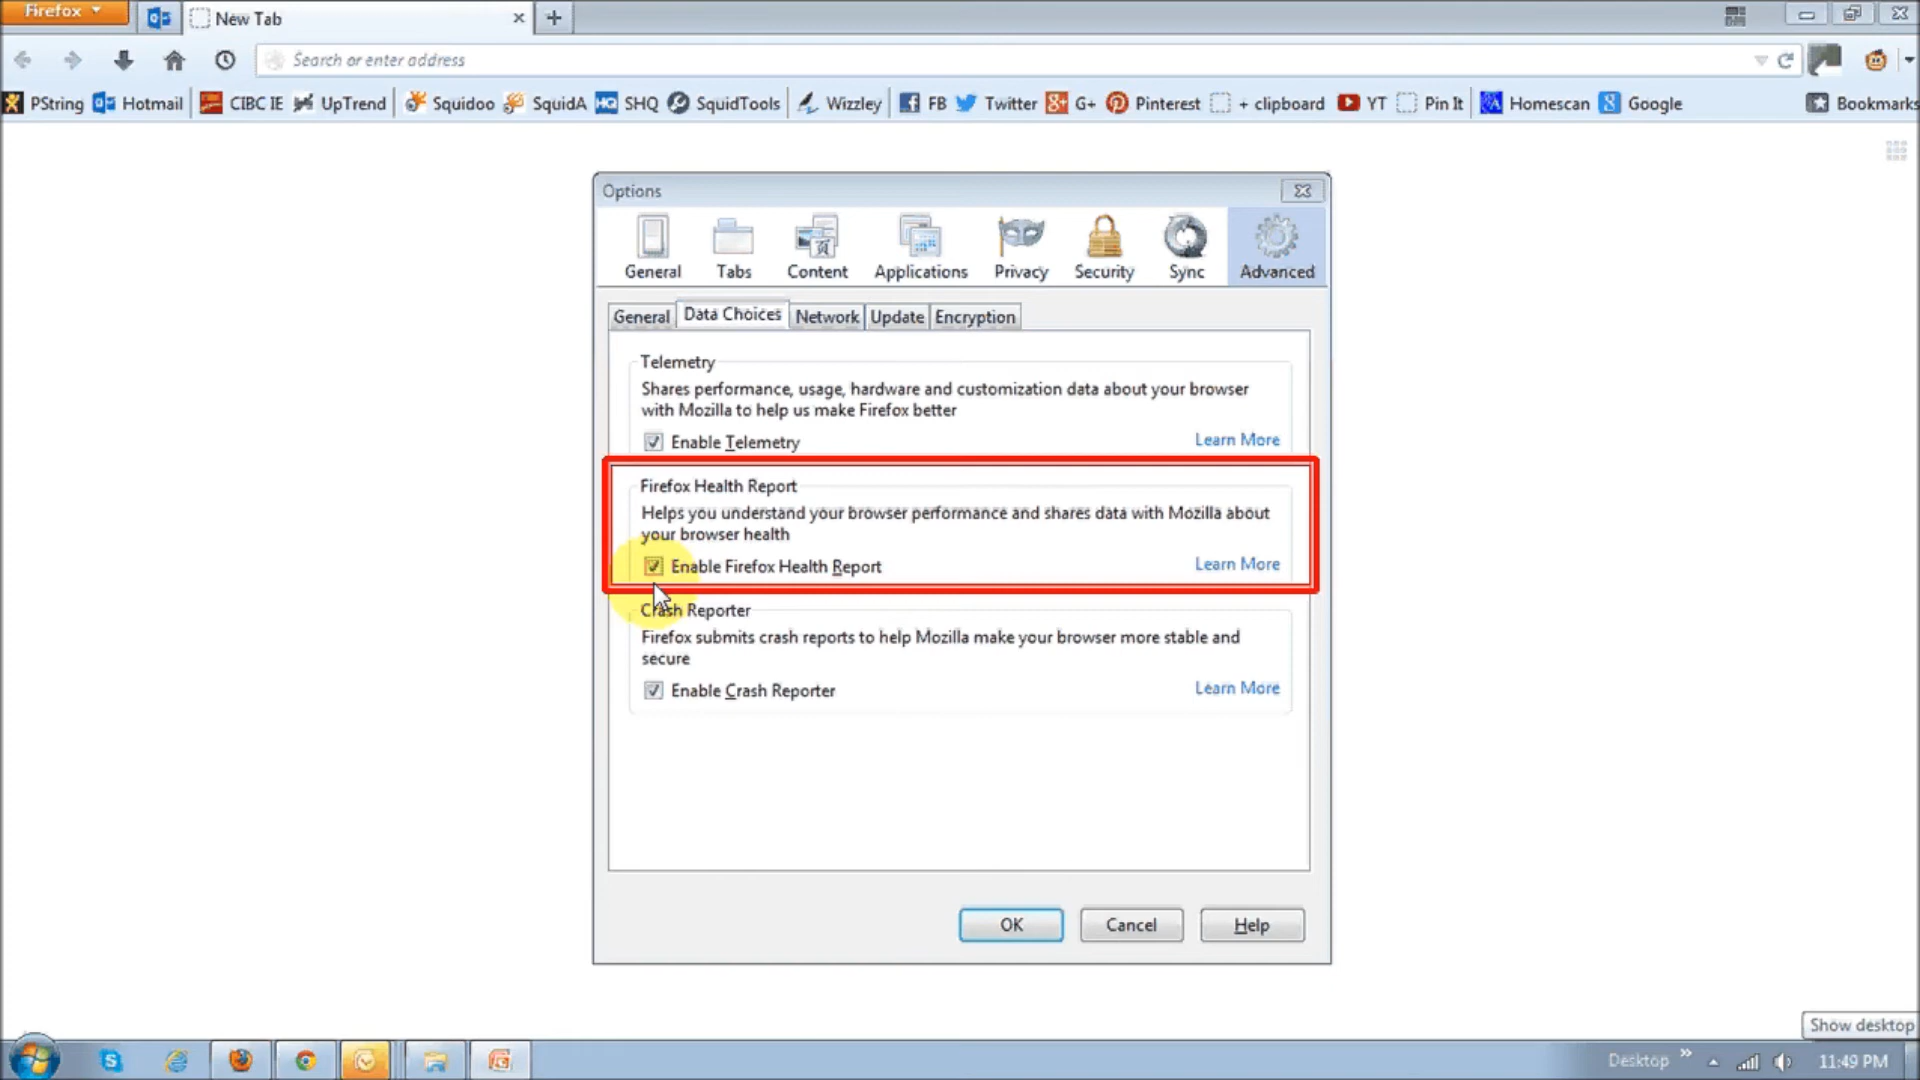 Firefox
New Tab
Search or enter address
PString Hotmail CIBC IE UpTrend Squidoo SquidA HQ SHQ SquidTools Wizzley FB Twitter G+ Pinterest + clipboard YT Pin It Homescan Google Bookmarks
Options
General Tabs Content Applications Privacy Security Sync Advanced
General Data Choices Network Update Encryption
Telemetry
Shares performance, usage, hardware and customization data about your browser
with Mozilla to help us make Firefox better
Enable Telemetry Learn More
Firefox Health Report
Helps you understand your browser performance and shares data with Mozilla about
your browser health
Enable Firefox Health Report Learn More
Crash Reporter
Firefox submits crash reports to help Mozilla make your browser more stable and
secure
Enable Crash Reporter Learn More
OK Cancel Help
Show desktop
Desktop » 11:49 PM